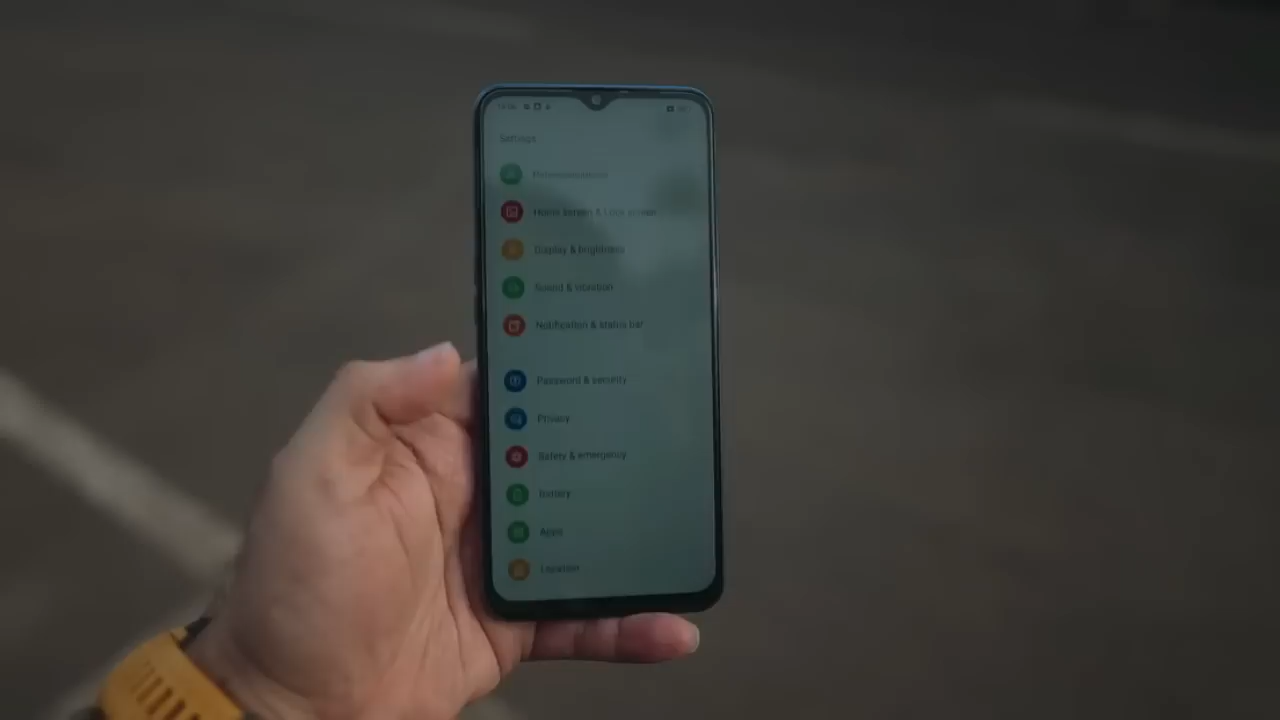 Settings
Home screen & Lock screen
Display & brightness
Sound & vibration
Notification & status bar
Password & security
Privacy
Safety & emergency
Battery
Apps
Location